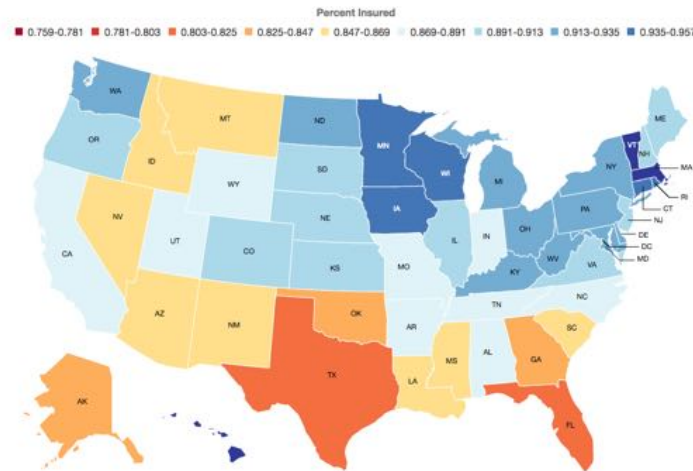 Percent Insured
0.759-0.781 0.781-0.803 0.803-0.825 0.825-0.847 0.847-0.869 0.869-0.891 0.891-0.913 0.913-0.935 0.935-0.957
WA
MT
ND
MN
ME
OR
ID
SD
WI
VT
NH
WY
MI
NY
MA
RI
CT
NV
NE
IA
PA
NJ
UT
CO
IL
IN
OH
DE
DC
MD
CA
KS
MO
KY
WV
VA
AZ
NM
OK
AR
TN
NC
TX
LA
MS
AL
GA
SC
AK
FL